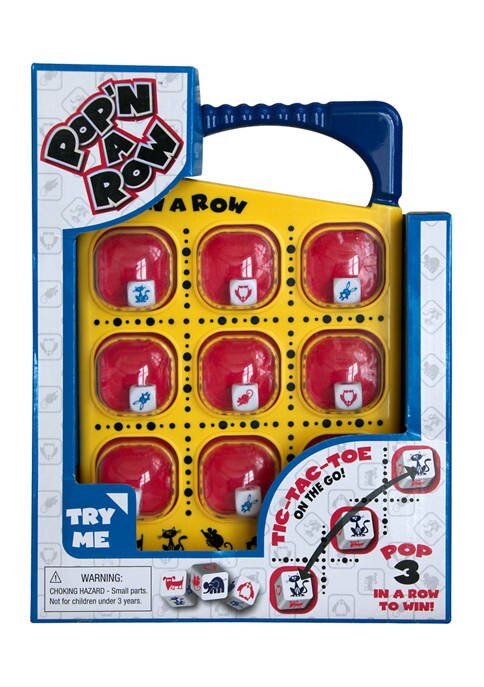 POP'N
A
ROW
™
N A ROW
TIC-TAC-TOE
ON THE GO!
TRY
ME
POP
3
IN A ROW
TO WIN!
WARNING:
CHOKING HAZARD - Small parts.
Not for children under 3 years.